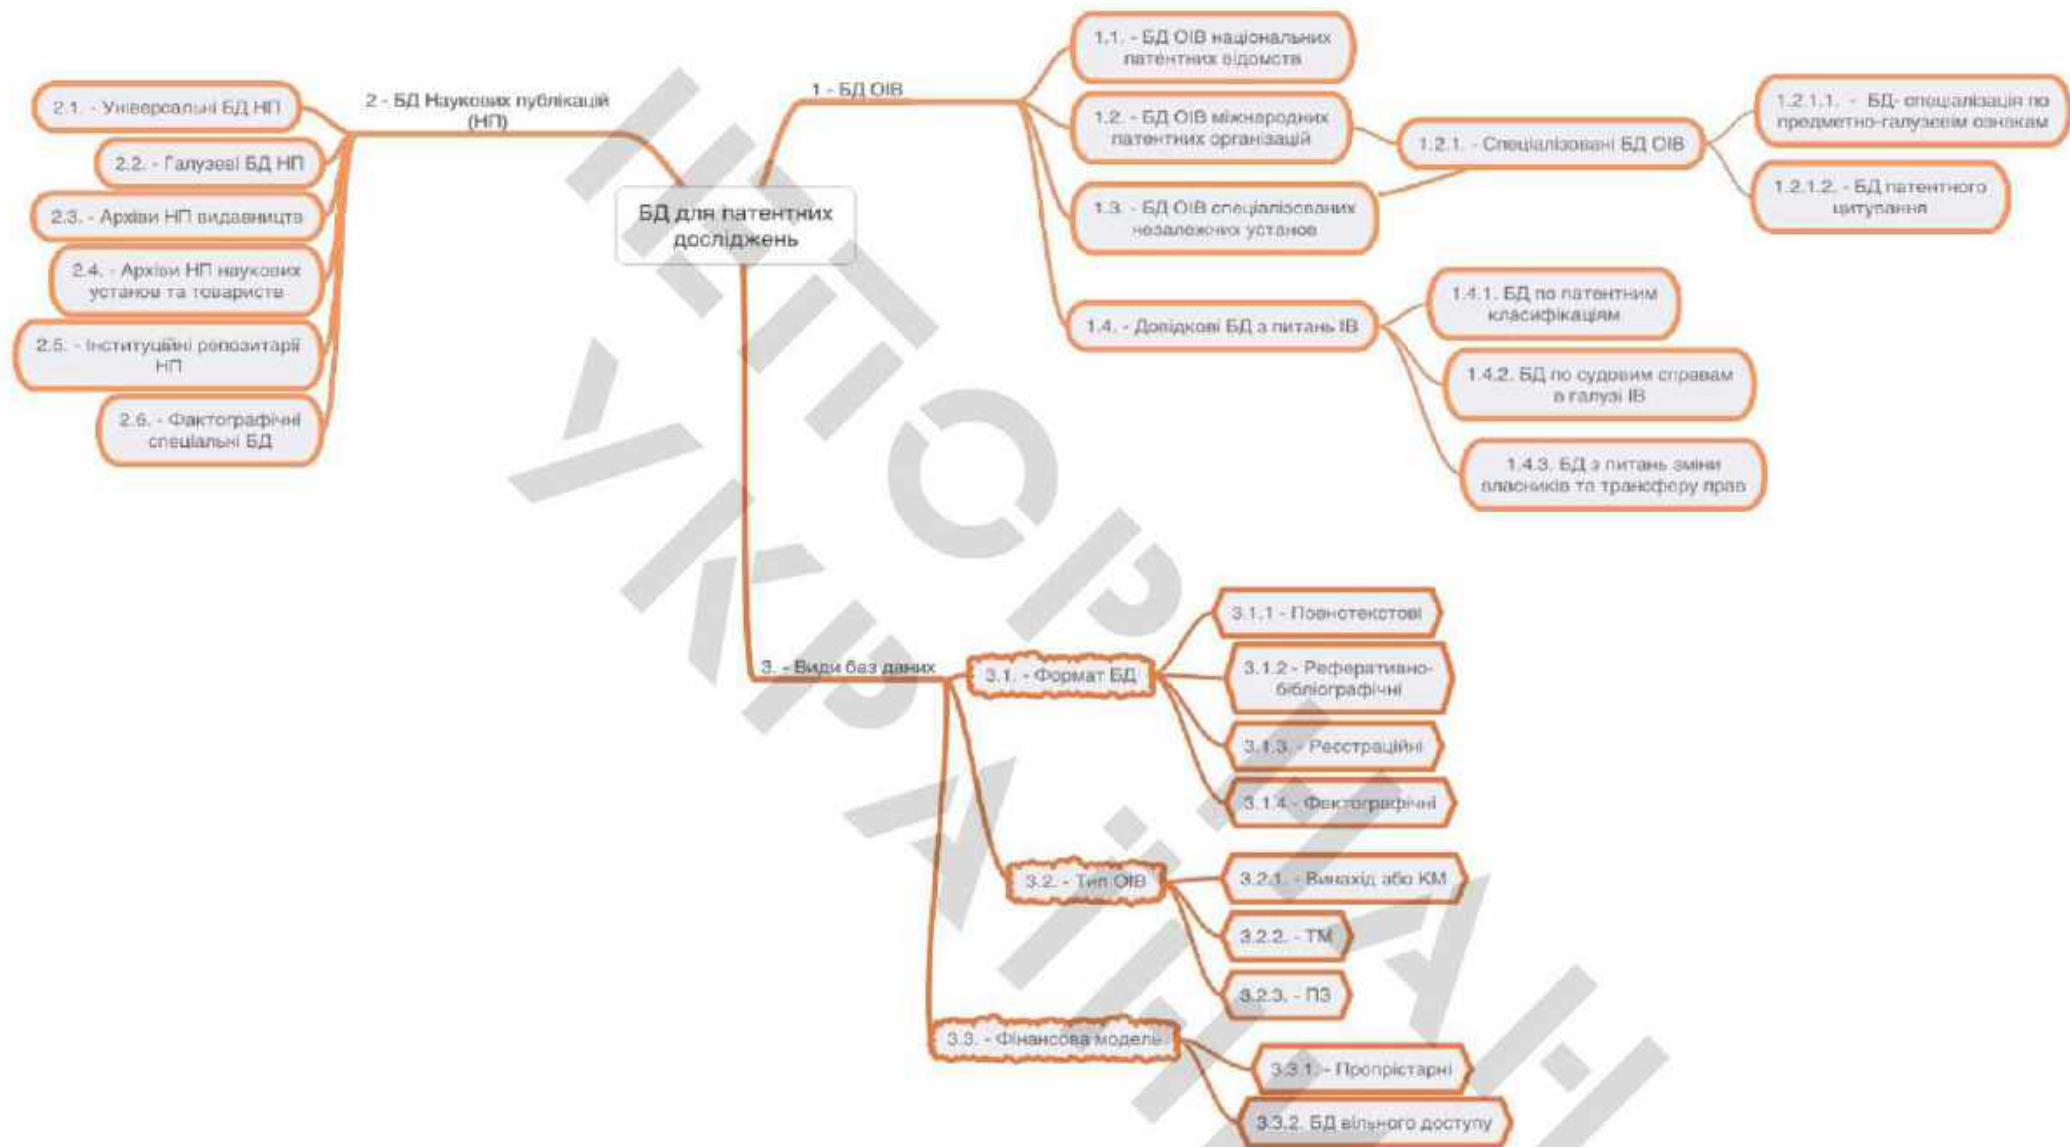 БД для патентних
досліджень
1 - БД ОІВ
1.1. - БД ОІВ національних
патентних відомств
1.2. - БД ОІВ міжнародних
патентних організацій
1.2.1. - Спеціалізовані БД ОІВ
1.2.1.1. - БД- спеціалізація по
предметно-галузевім ознакам
1.2.1.2. - БД патентного
цитування
1.3. - БД ОІВ спеціалізованих
незалежних установ
1.4. - Довідкові БД з питань ІВ
1.4.1. БД по патентним
класифікаціям
1.4.2. БД по судовим справам
в галузі ІВ
1.4.3. БД з питань зміни
власників та трансферу прав
2 - БД Наукових публікацій
(НП)
2.1. - Універсальні БД НП
2.2. - Галузеві БД НП
2.3. - Архіви НП видавництв
2.4. - Архіви НП наукових
установ та товариств
2.5. - Інституційні репозитарії
НП
2.6. - Фактографічні
спеціальні БД
3. - Види баз даних
3.1. - Формат БД
3.1.1 - Повнотекстові
3.1.2 - Реферативно-
бібліографічні
3.1.3. - Реєстраційні
3.1.4 - Фактографічні
3.2. - Тип ОІВ
3.2.1. - Винахід або КМ
3.2.2. - ТМ
3.2.3. - ПЗ
3.3. - Фінансова модель
3.3.1. - Пропрієтарні
3.3.2. БД вільного доступу